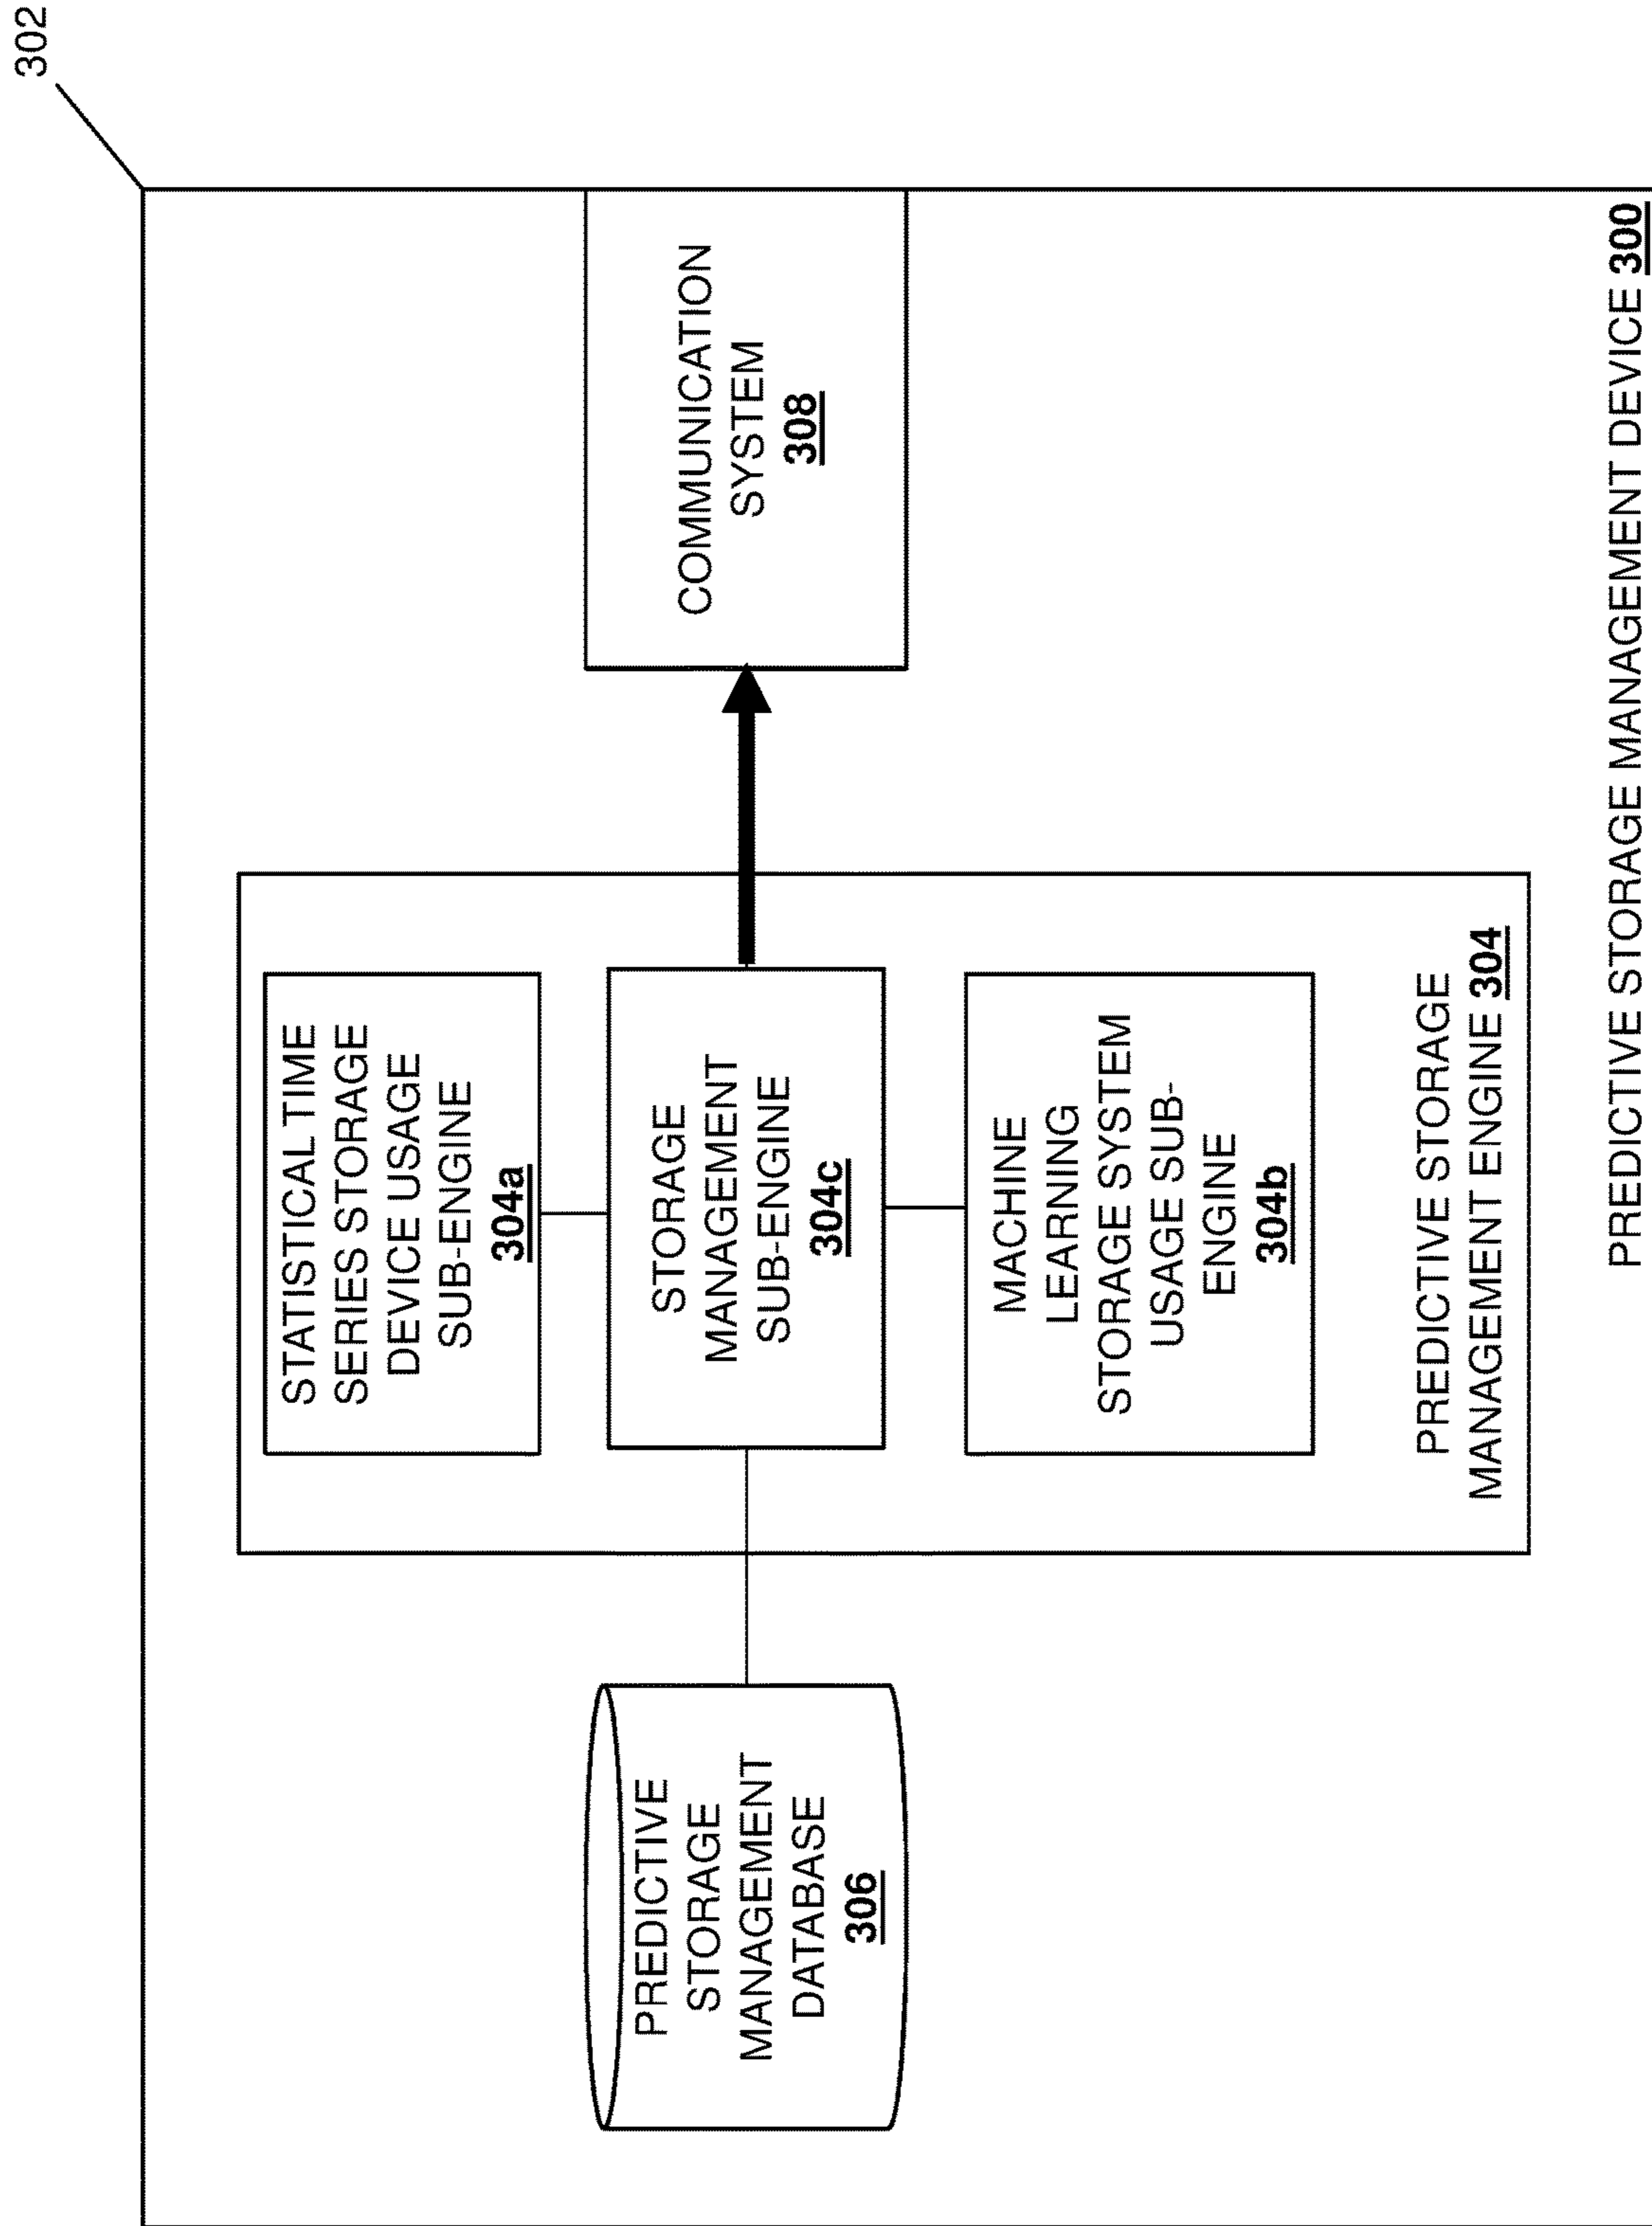 302
STATISTICAL TIME
SERIES STORAGE
DEVICE USAGE
SUB-ENGINE
304a
PREDICTIVE
STORAGE
MANAGEMENT
DATABASE
306
STORAGE
MANAGEMENT
SUB-ENGINE
304c
COMMUNICATION
SYSTEM
308
MACHINE
LEARNING
STORAGE SYSTEM
USAGE SUB-
ENGINE
304b
PREDICTIVE STORAGE
MANAGEMENT ENGINE 304
PREDICTIVE STORAGE MANAGEMENT DEVICE 300